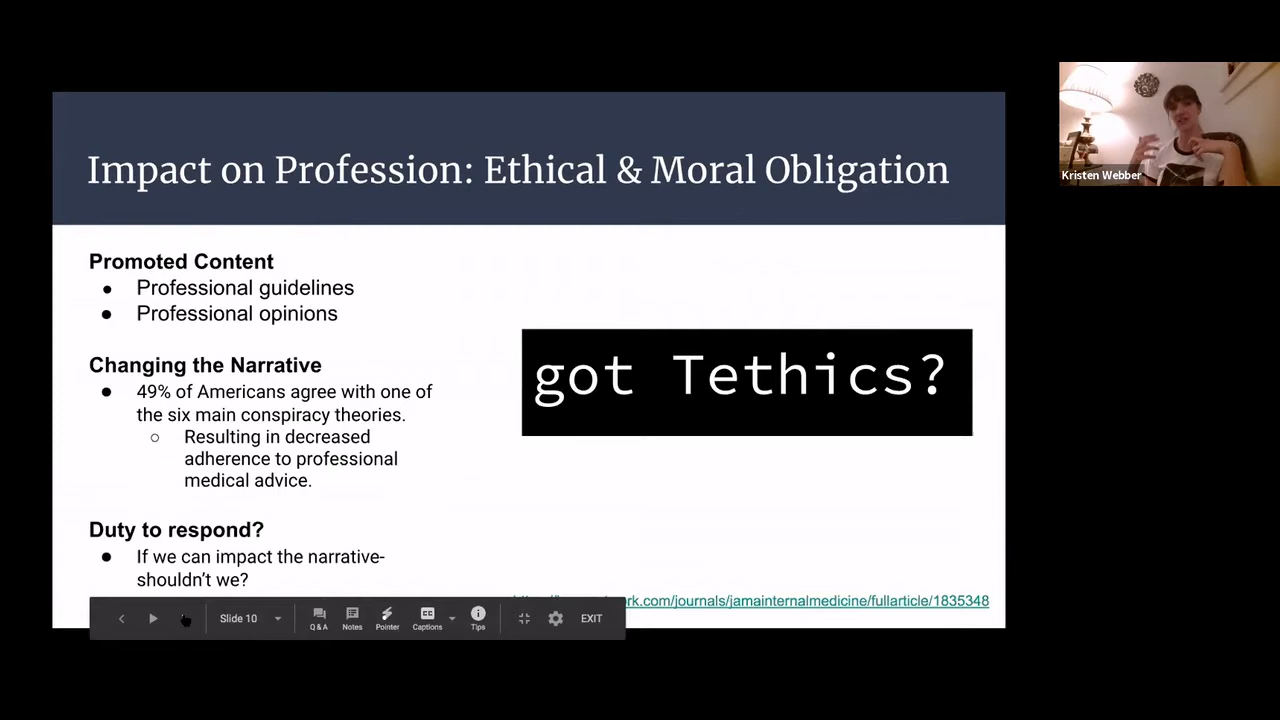 Impact on Profession: Ethical & Moral Obligation
Kristen Webber
Promoted Content
● Professional guidelines
● Professional opinions
Changing the Narrative
● 49% of Americans agree with one of
the six main conspiracy theories.
○ Resulting in decreased
adherence to professional
medical advice.
Duty to respond?
● If we can impact the narrative-
shouldn't we?
got Tethics?
rk.com/journals/jamainternalmedicine/fullarticle/1835348
Slide 10
Q & A
Notes
Pointer
Captions
Tips
EXIT